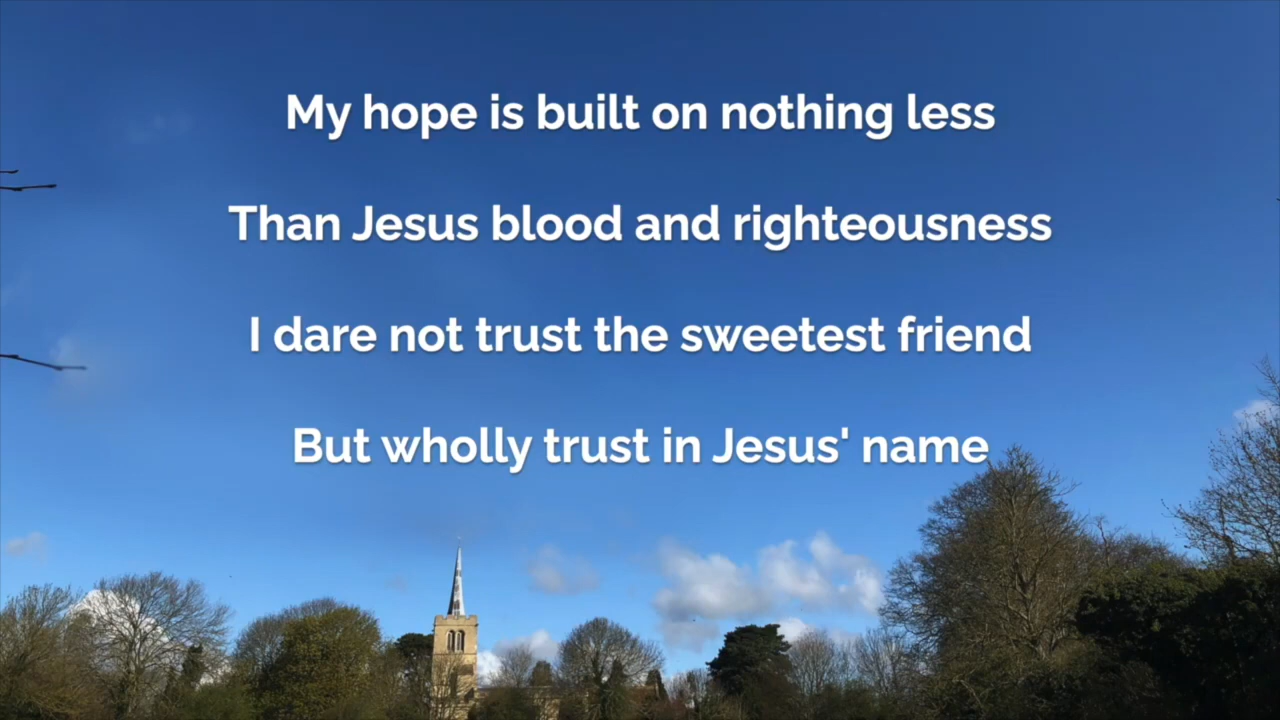 My hope is built on nothing less
Than Jesus blood and righteousness
I dare not trust the sweetest friend
But wholly trust in Jesus' name